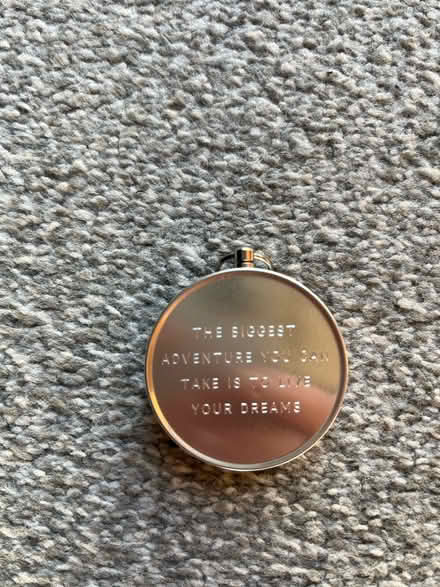 THE BIGGEST
ADVENTURE YOU CAN
TAKE IS TO LIVE
YOUR DREAMS